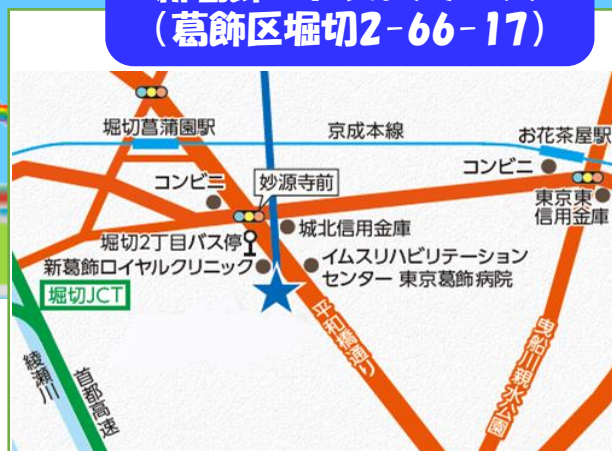 (葛飾区堀切2-66-17)
堀切菖蒲園駅
京成本線
お花茶屋駅
コンビニ
妙源寺前
コンビニ
東京東
信用金庫
堀切2丁目バス停
城北信用金庫
新葛飾ロイヤルクリニック
イムスリハビリテーション
センター 東京葛飾病院
堀切JCT
平和橋通り
曳舟川親水公園
綾瀬川
首都高速